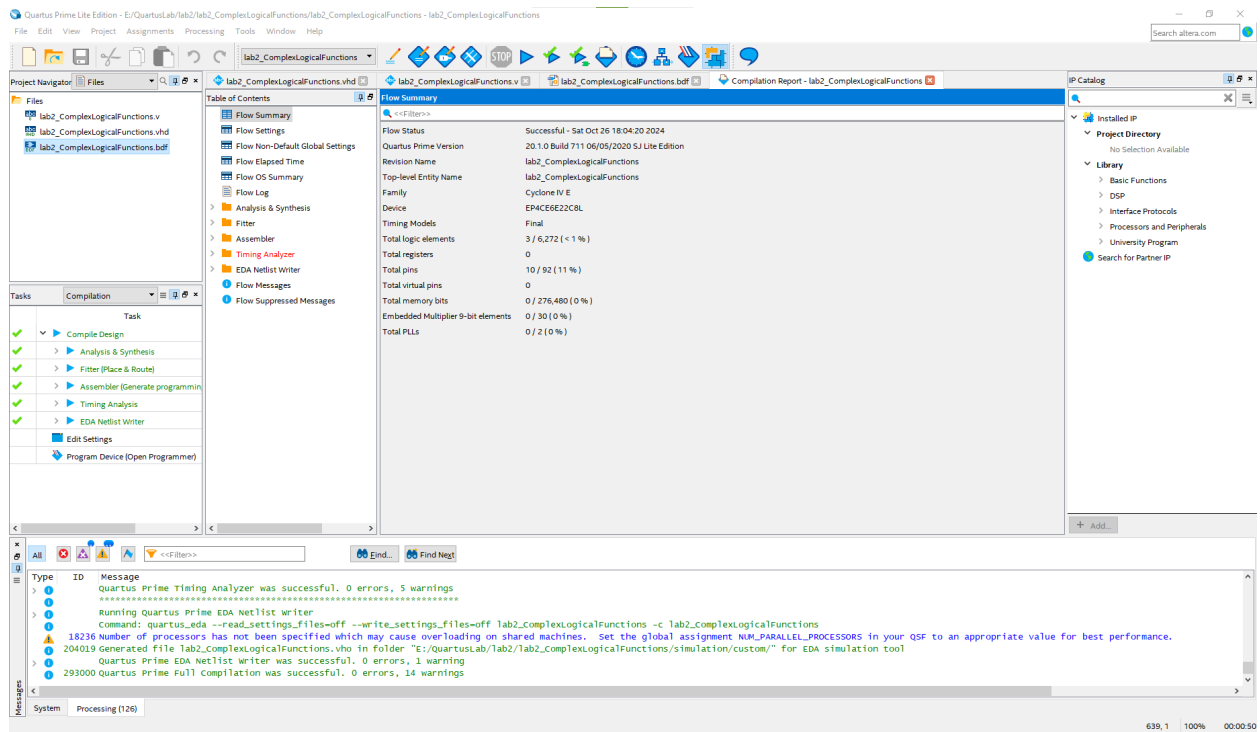 Quartus Prime Lite Edition - E:/QuartusLab/lab2/lab2_ComplexLogicalFunctions/lab2_ComplexLogicalFunctions - lab2_ComplexLogicalFunctions
File Edit View Project Assignments Processing Tools Window Help
Search altera.com
lab2_ComplexLogicalFunctions
STOP
Project Navigator Files
lab2_ComplexLogicalFunctions.vhd
lab2_ComplexLogicalFunctions.v
lab2_ComplexLogicalFunctions.bdf
Compilation Report - lab2_ComplexLogicalFunctions
IP Catalog
Files
lab2_ComplexLogicalFunctions.v
lab2_ComplexLogicalFunctions.vhd
lab2_ComplexLogicalFunctions.bdf
Table of Contents
Flow Summary
Flow Settings
Flow Non-Default Global Settings
Flow Elapsed Time
Flow OS Summary
Flow Log
Analysis & Synthesis
Fitter
Assembler
Timing Analyzer
EDA Netlist Writer
Flow Messages
Flow Suppressed Messages
Flow Summary
<<Filter>>
Flow Status Successful - Sat Oct 26 18:04:20 2024
Quartus Prime Version 20.1.0 Build 711 06/05/2020 SJ Lite Edition
Revision Name lab2_ComplexLogicalFunctions
Top-level Entity Name lab2_ComplexLogicalFunctions
Family Cyclone IV E
Device EP4CE6E22C8L
Timing Models Final
Total logic elements 3 / 6,272 ( < 1 % )
Total registers 0
Total pins 10 / 92 ( 11 % )
Total virtual pins 0
Total memory bits 0 / 276,480 ( 0 % )
Embedded Multiplier 9-bit elements 0 / 30 ( 0 % )
Total PLLs 0 / 2 ( 0 % )
Installed IP
Project Directory
No Selection Available
Library
Basic Functions
DSP
Interface Protocols
Processors and Peripherals
University Program
Search for Partner IP
+ Add...
Tasks Compilation
Task
Compile Design
Analysis & Synthesis
Fitter (Place & Route)
Assembler (Generate programmin
Timing Analysis
EDA Netlist Writer
Edit Settings
Program Device (Open Programmer)
All <<Filter>> Find... Find Next
Type ID Message
Quartus Prime Timing Analyzer was successful. 0 errors, 5 warnings
*******************************************************************
Running Quartus Prime EDA Netlist Writer
Command: quartus_eda --read_settings_files=off --write_settings_files=off lab2_ComplexLogicalFunctions -c lab2_ComplexLogicalFunctions
18236 Number of processors has not been specified which may cause overloading on shared machines. Set the global assignment NUM_PARALLEL_PROCESSORS in your QSF to an appropriate value for best performance.
204019 Generated file lab2_ComplexLogicalFunctions.vho in folder "E:/QuartusLab/lab2/lab2_ComplexLogicalFunctions/simulation/custom/" for EDA simulation tool
Quartus Prime EDA Netlist Writer was successful. 0 errors, 1 warning
293000 Quartus Prime Full Compilation was successful. 0 errors, 14 warnings
Messages
System Processing (126)
639, 1 100% 00:00:50